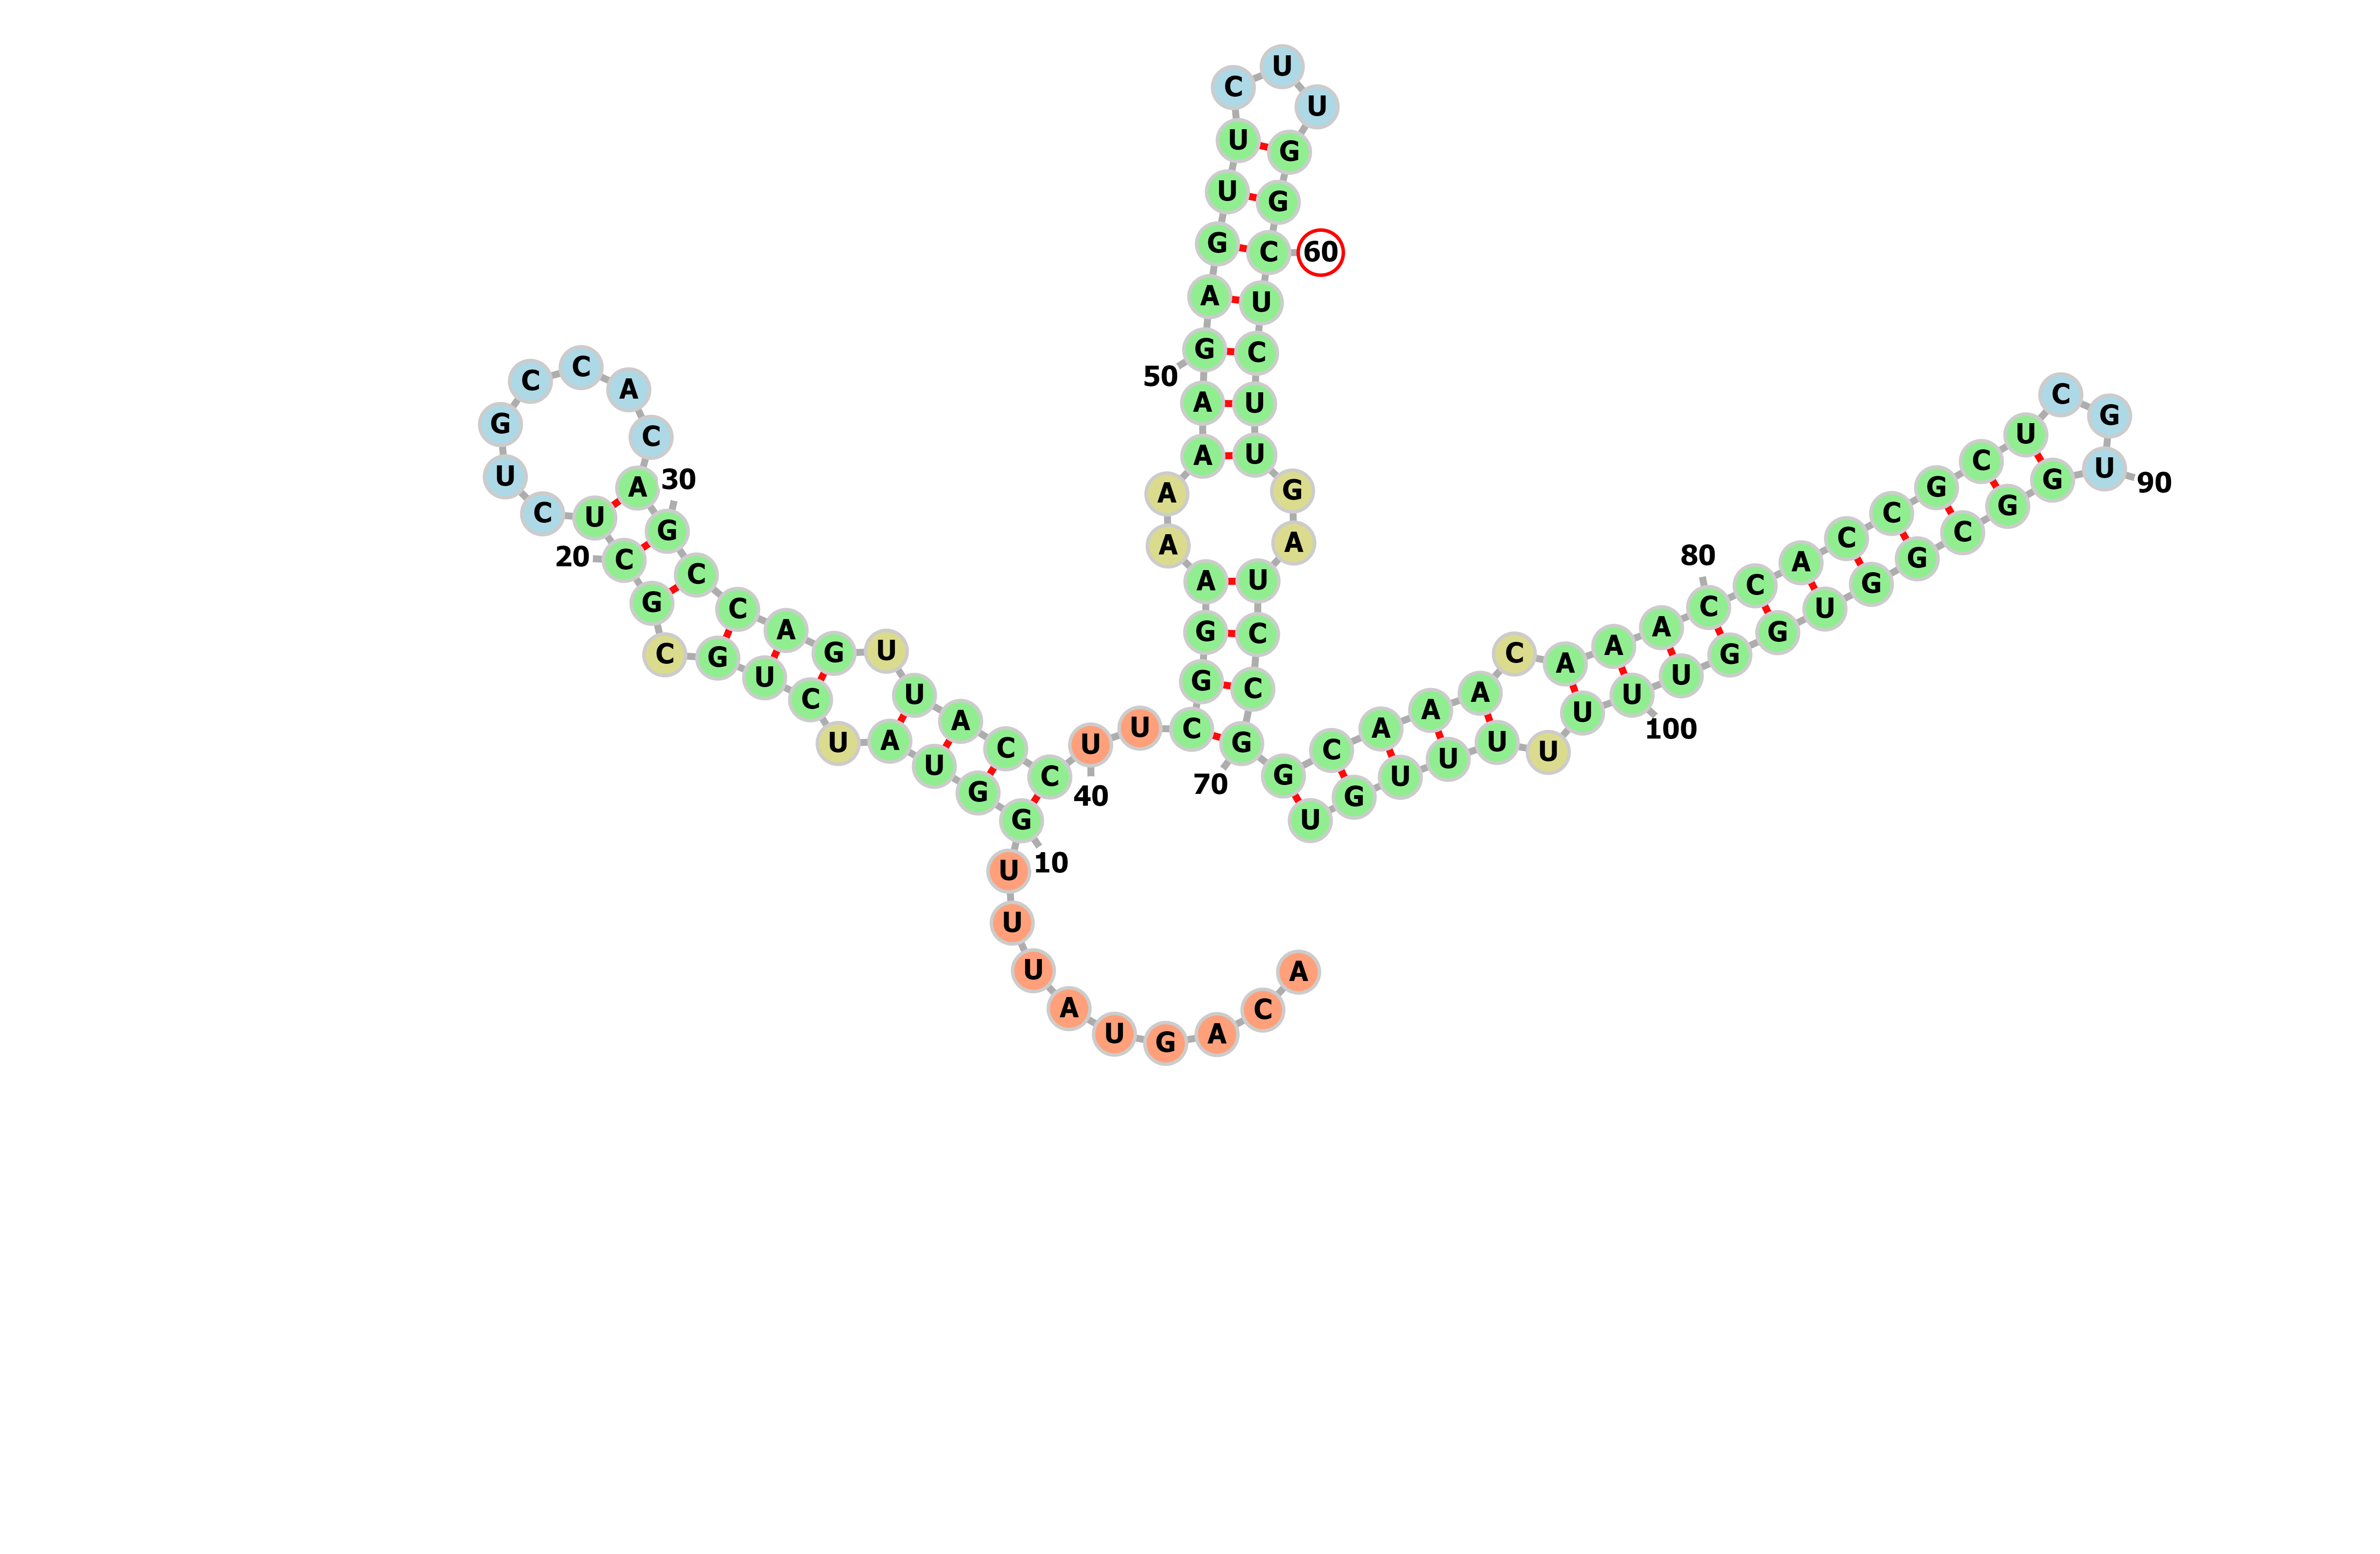 A C A G U A U U U G
10
G U A U C U G C G C
20
U C U G C C A C A G
30
C C A G U U A C C U
40
U C G G A A A A A G
50
A G U U C U U G G C
60
U C U U G A U C C G
70
G C A A A C A A A C
80
C A C C G C U C G U
90
G G C G G U G G U U
100
U U U U U G U